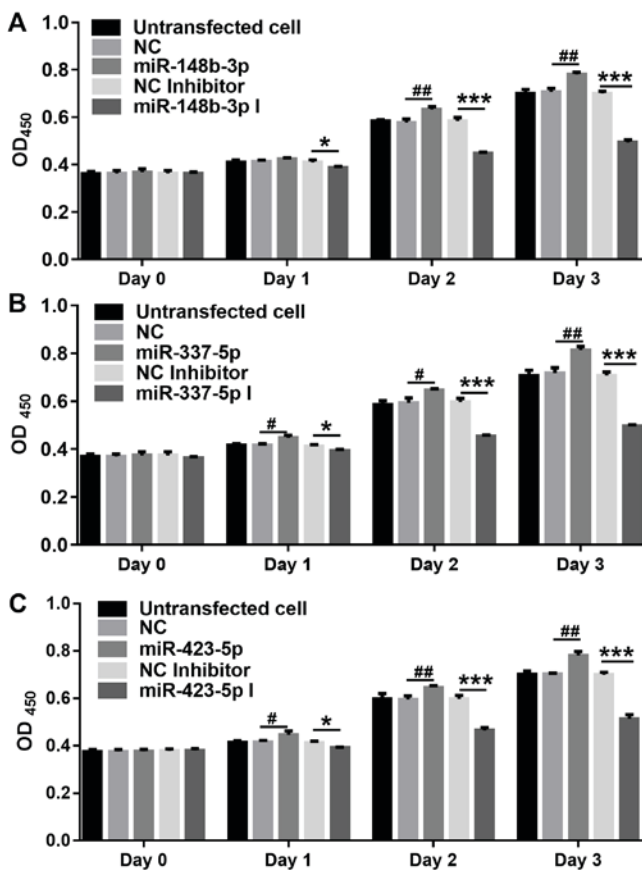 A
Untransfected cell
NC
miR-148b-3p
NC Inhibitor
miR-148b-3p I
OD450
1.0
0.8
0.6
0.4
0.2
0.0
*
##
***
##
***
Day 0 Day 1 Day 2 Day 3
B
Untransfected cell
NC
miR-337-5p
NC Inhibitor
miR-337-5p I
OD 450
1.0
0.8
0.6
0.4
0.2
0.0
#
*
#
***
##
***
Day 0 Day 1 Day 2 Day 3
C
Untransfected cell
NC
miR-423-5p
NC Inhibitor
miR-423-5p I
OD 450
1.0
0.8
0.6
0.4
0.2
0.0
#
*
##
***
##
***
Day 0 Day 1 Day 2 Day 3